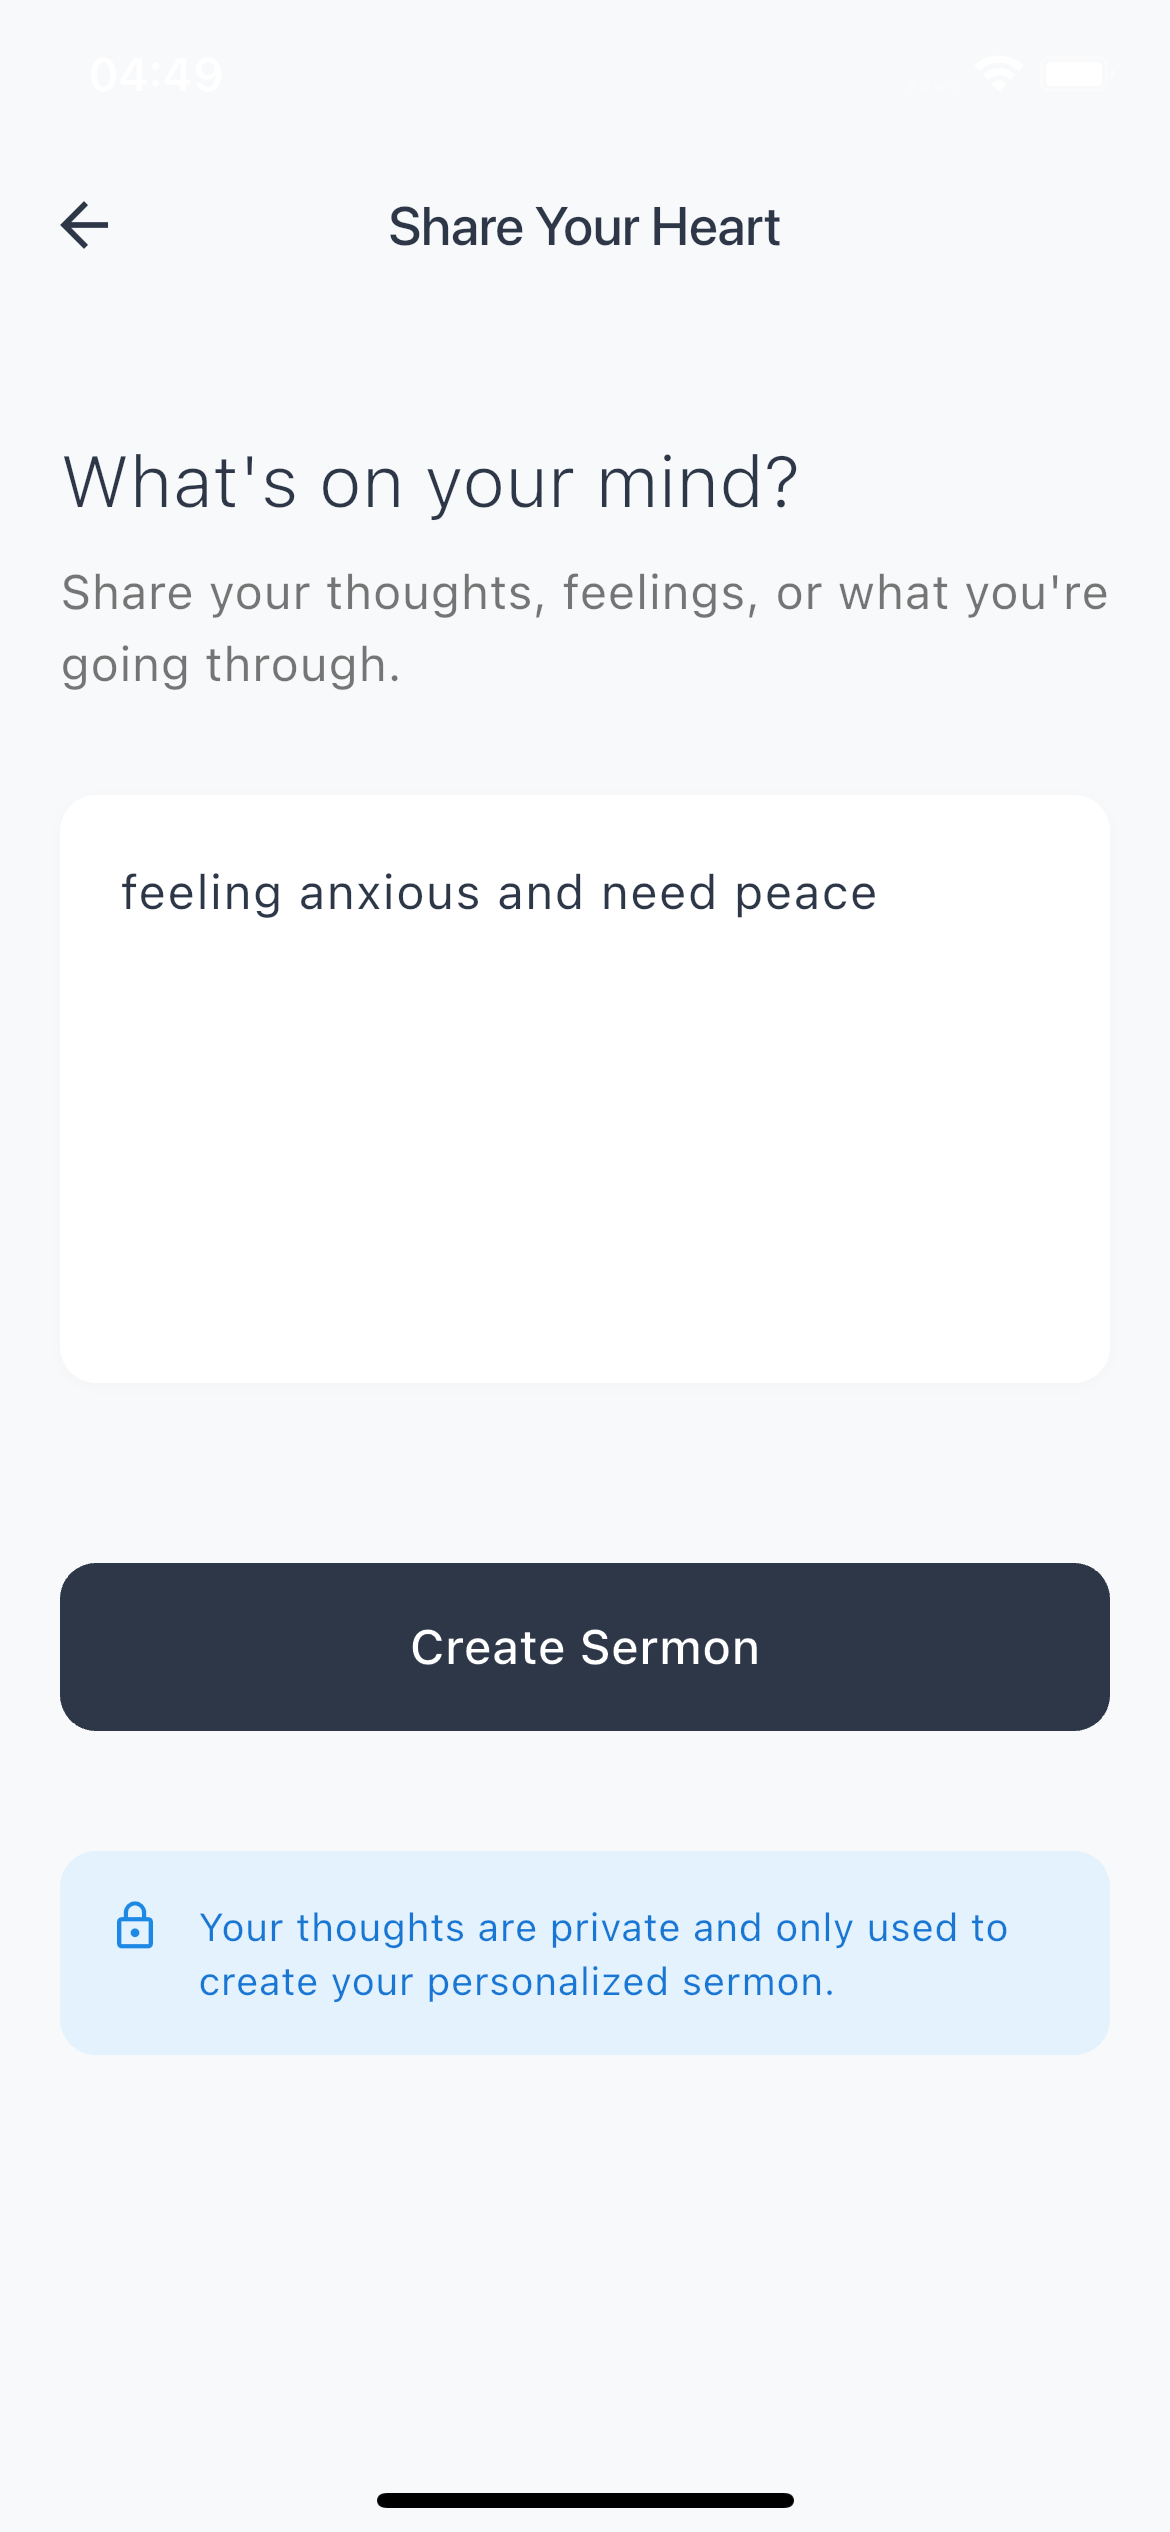 04:49
Share Your Heart
What's on your mind?
Share your thoughts, feelings, or what you're
going through.
feeling anxious and need peace
Create Sermon
Your thoughts are private and only used to
create your personalized sermon.